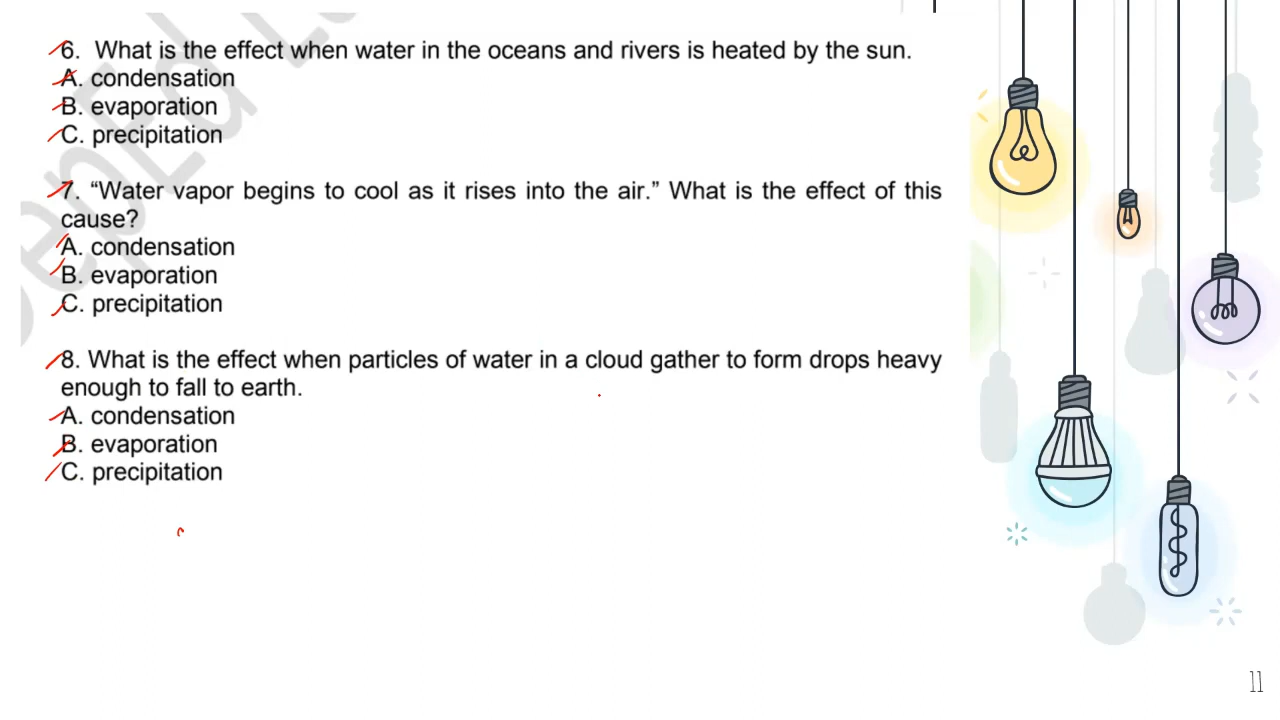 6. What is the effect when water in the oceans and rivers is heated by the sun.
A. condensation
B. evaporation
C. precipitation
7. “Water vapor begins to cool as it rises into the air.” What is the effect of this
cause?
A. condensation
B. evaporation
C. precipitation
8. What is the effect when particles of water in a cloud gather to form drops heavy
enough to fall to earth.
A. condensation
B. evaporation
C. precipitation
11